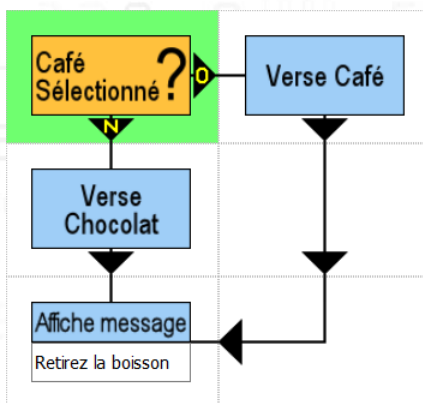 Café
Sélectionné ?
O
Verse Café
N
Verse
Chocolat
Affiche message
Retirez la boisson